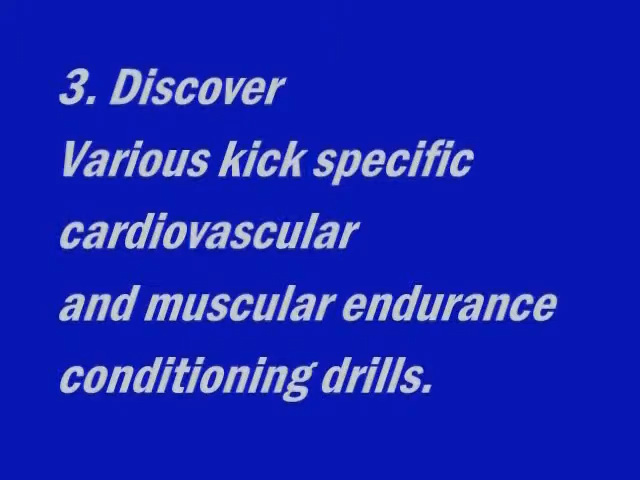 3. Discover
Various kick specific
cardiovascular
and muscular endurance
conditioning drills.